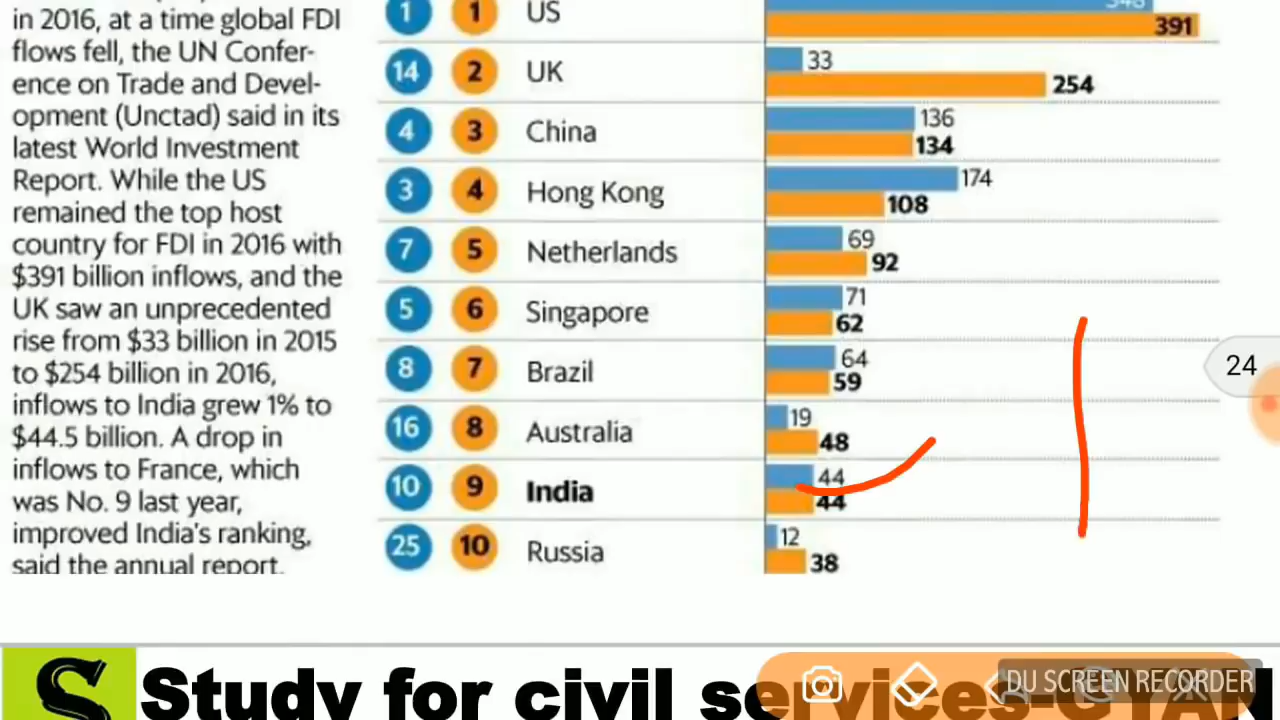 in 2016, at a time global FDI
flows fell, the UN Confer-
ence on Trade and Devel-
opment (Unctad) said in its
latest World Investment
Report. While the US
remained the top host
country for FDI in 2016 with
$391 billion inflows, and the
UK saw an unprecedented
rise from $33 billion in 2015
to $254 billion in 2016,
inflows to India grew 1% to
$44.5 billion. A drop in
inflows to France, which
was No. 9 last year,
improved India's ranking,
said the annual report.
1 1 US 391
14 2 UK 33 254
4 3 China 136 134
3 4 Hong Kong 174 108
7 5 Netherlands 69 92
5 6 Singapore 71 62
8 7 Brazil 64 59
16 8 Australia 19 48
10 9 India 44 44
25 10 Russia 12 38
24
S Study for civil services-GYAN
DU SCREEN RECORDER